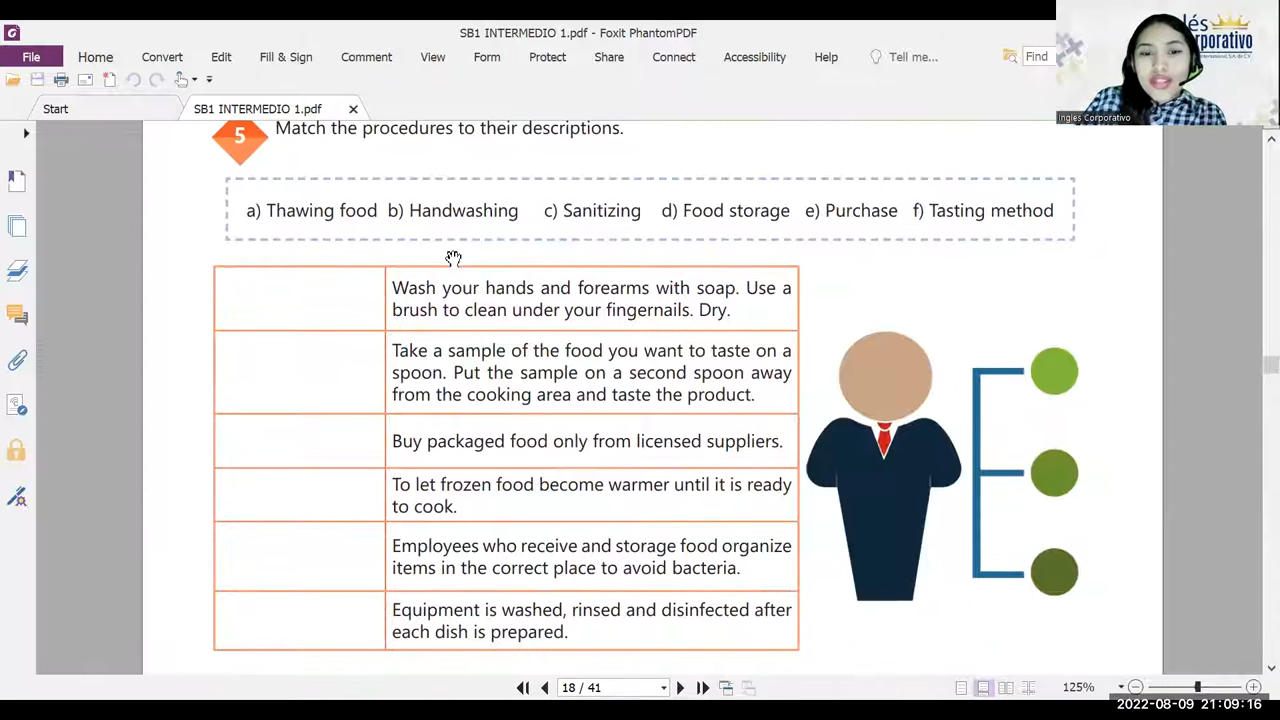 SB1 INTERMEDIO 1.pdf - Foxit PhantomPDF
File Home Convert Edit Fill & Sign Comment View Form Protect Share Connect Accessibility Help Tell me... Find
Start SB1 INTERMEDIO 1.pdf
5 Match the procedures to their descriptions.
a) Thawing food b) Handwashing c) Sanitizing d) Food storage e) Purchase f) Tasting method
Wash your hands and forearms with soap. Use a
brush to clean under your fingernails. Dry.
Take a sample of the food you want to taste on a
spoon. Put the sample on a second spoon away
from the cooking area and taste the product.
Buy packaged food only from licensed suppliers.
To let frozen food become warmer until it is ready
to cook.
Employees who receive and storage food organize
items in the correct place to avoid bacteria.
Equipment is washed, rinsed and disinfected after
each dish is prepared.
18 / 41
125%
2022-08-09 21:09:16
Ingles Corporativo